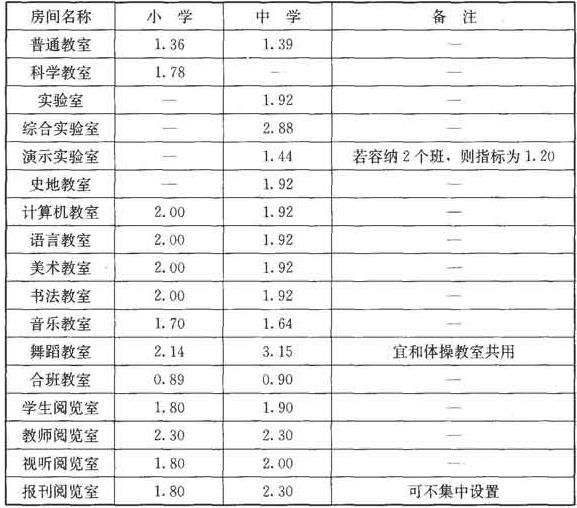 房间名称 小学 中学 备注
普通教室 1.36 1.39 —
科学教室 1.78 — —
实验室 — 1.92 —
综合实验室 — 2.88 —
演示实验室 — 1.44 若容纳2个班，则指标为1.20
史地教室 — 1.92 —
计算机教室 2.00 1.92 —
语言教室 2.00 1.92 —
美术教室 2.00 1.92 —
书法教室 2.00 1.92 —
音乐教室 1.70 1.64 —
舞蹈教室 2.14 3.15 宜和体操教室共用
合班教室 0.89 0.90 —
学生阅览室 1.80 1.90 —
教师阅览室 2.30 2.30 —
视听阅览室 1.80 2.00 —
报刊阅览室 1.80 2.30 可不集中设置